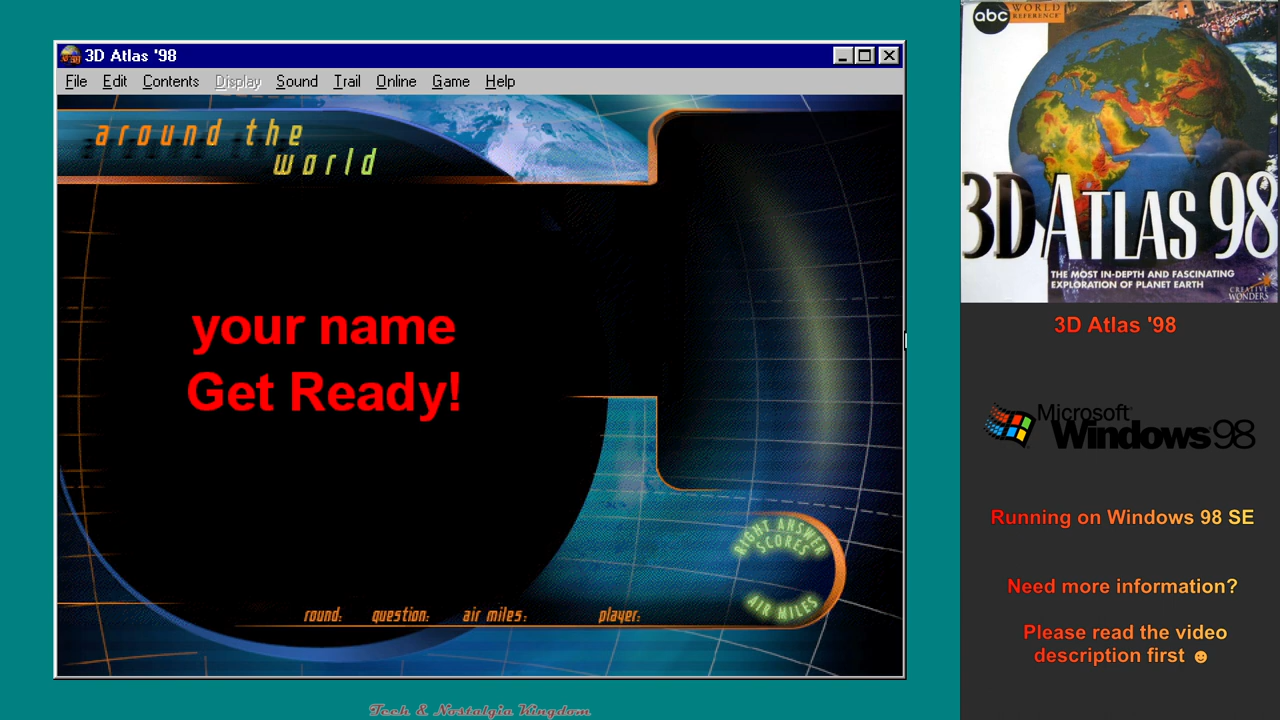 3D Atlas '98
File Edit Contents Display Sound Trail Online Game Help
around the
world
your name
Get Ready!
RIGHT ANSWER
SCORES
AIR MILES
round: question: air miles: player:
Tech & Nostalgia Kingdom
abc WORLD
REFERENCE
3D ATLAS 98
THE MOST IN-DEPTH AND FASCINATING
EXPLORATION OF PLANET EARTH
CREATIVE
WONDERS
3D Atlas '98
Microsoft
Windows 98
Running on Windows 98 SE
Need more information?
Please read the video
description first ☻